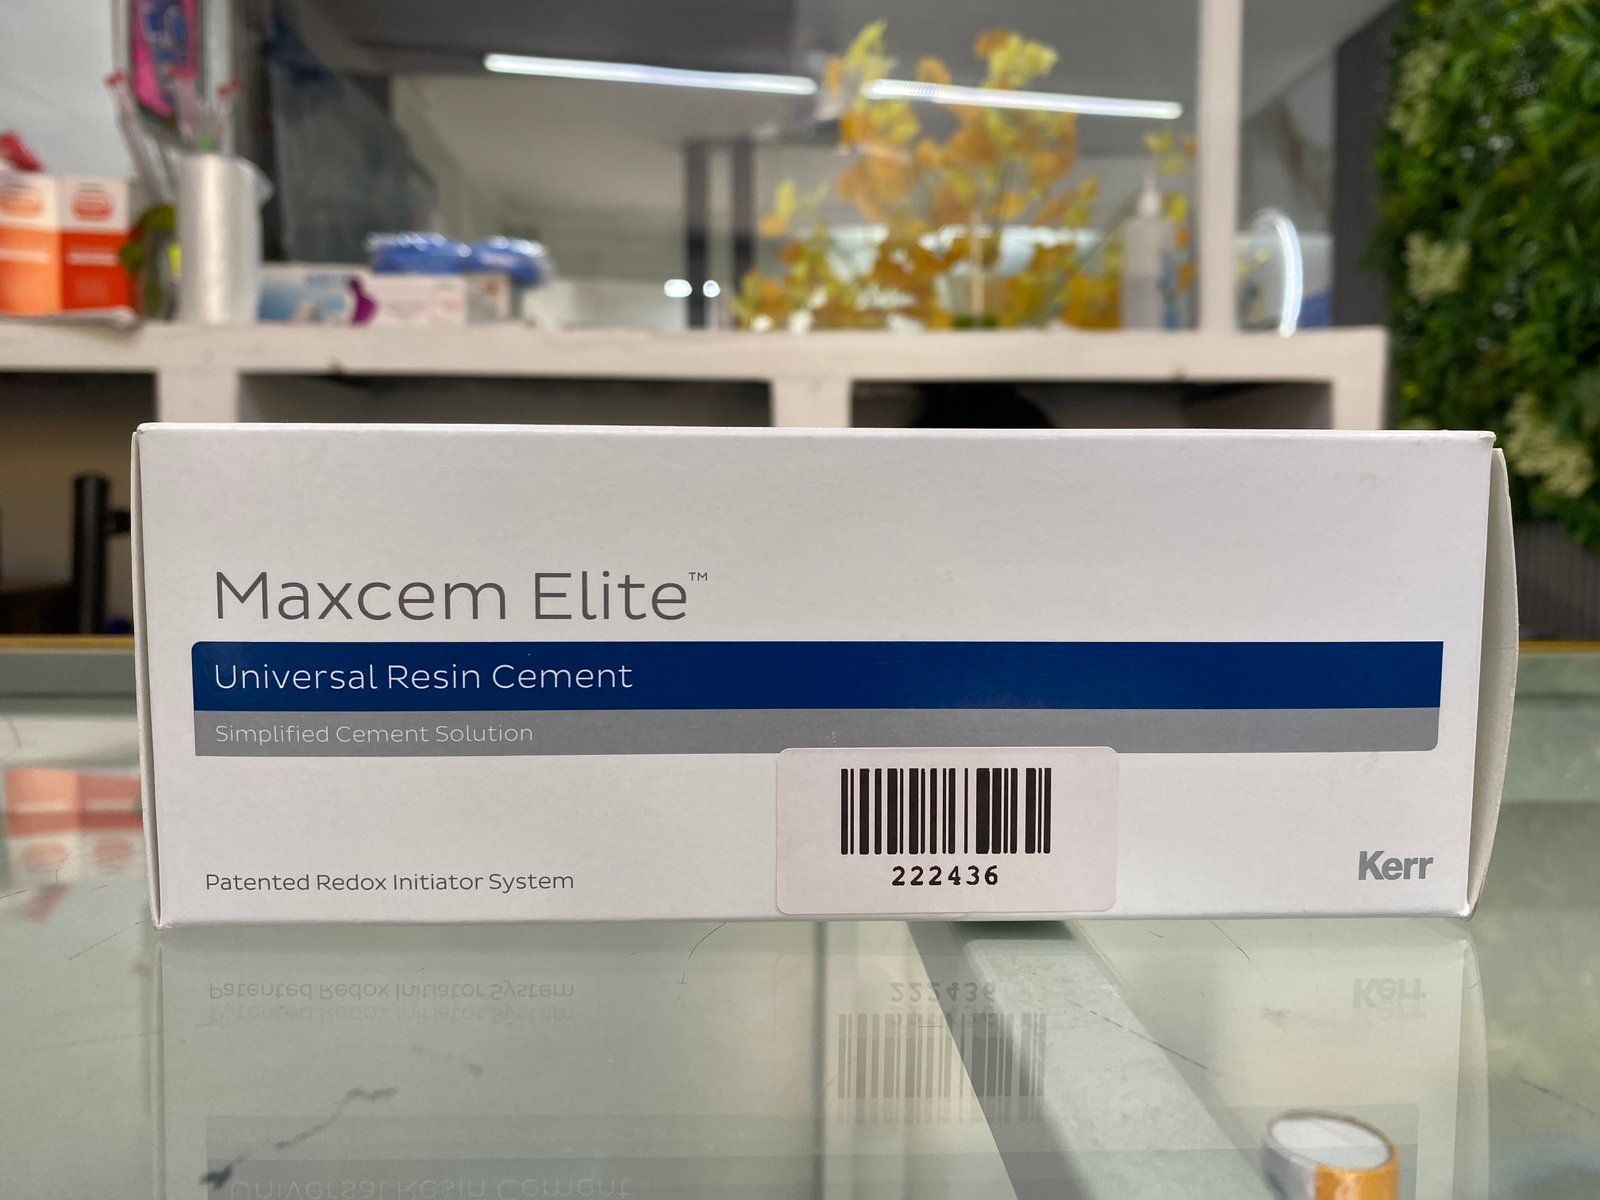 Maxcem Elite™
Universal Resin Cement
Simplified Cement Solution
222436
Patented Redox Initiator System
Kerr